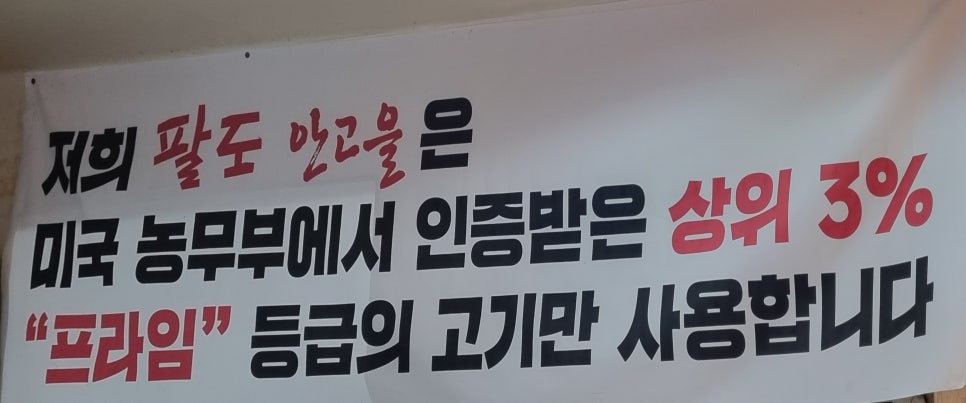 저희 팔도 안고을은
미국 농무부에서 인증받은 상위 3%
“프라임” 등급의 고기만 사용합니다